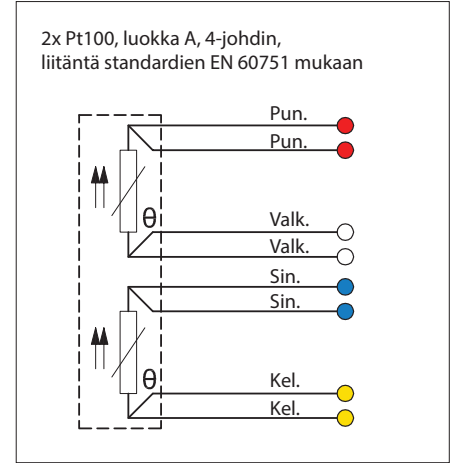 2x Pt100, luokka A, 4-johdin,
liitäntä standardien EN 60751 mukaan
Pun.
Pun.
θ
Valk.
Valk.
Sin.
Sin.
θ
Kel.
Kel.